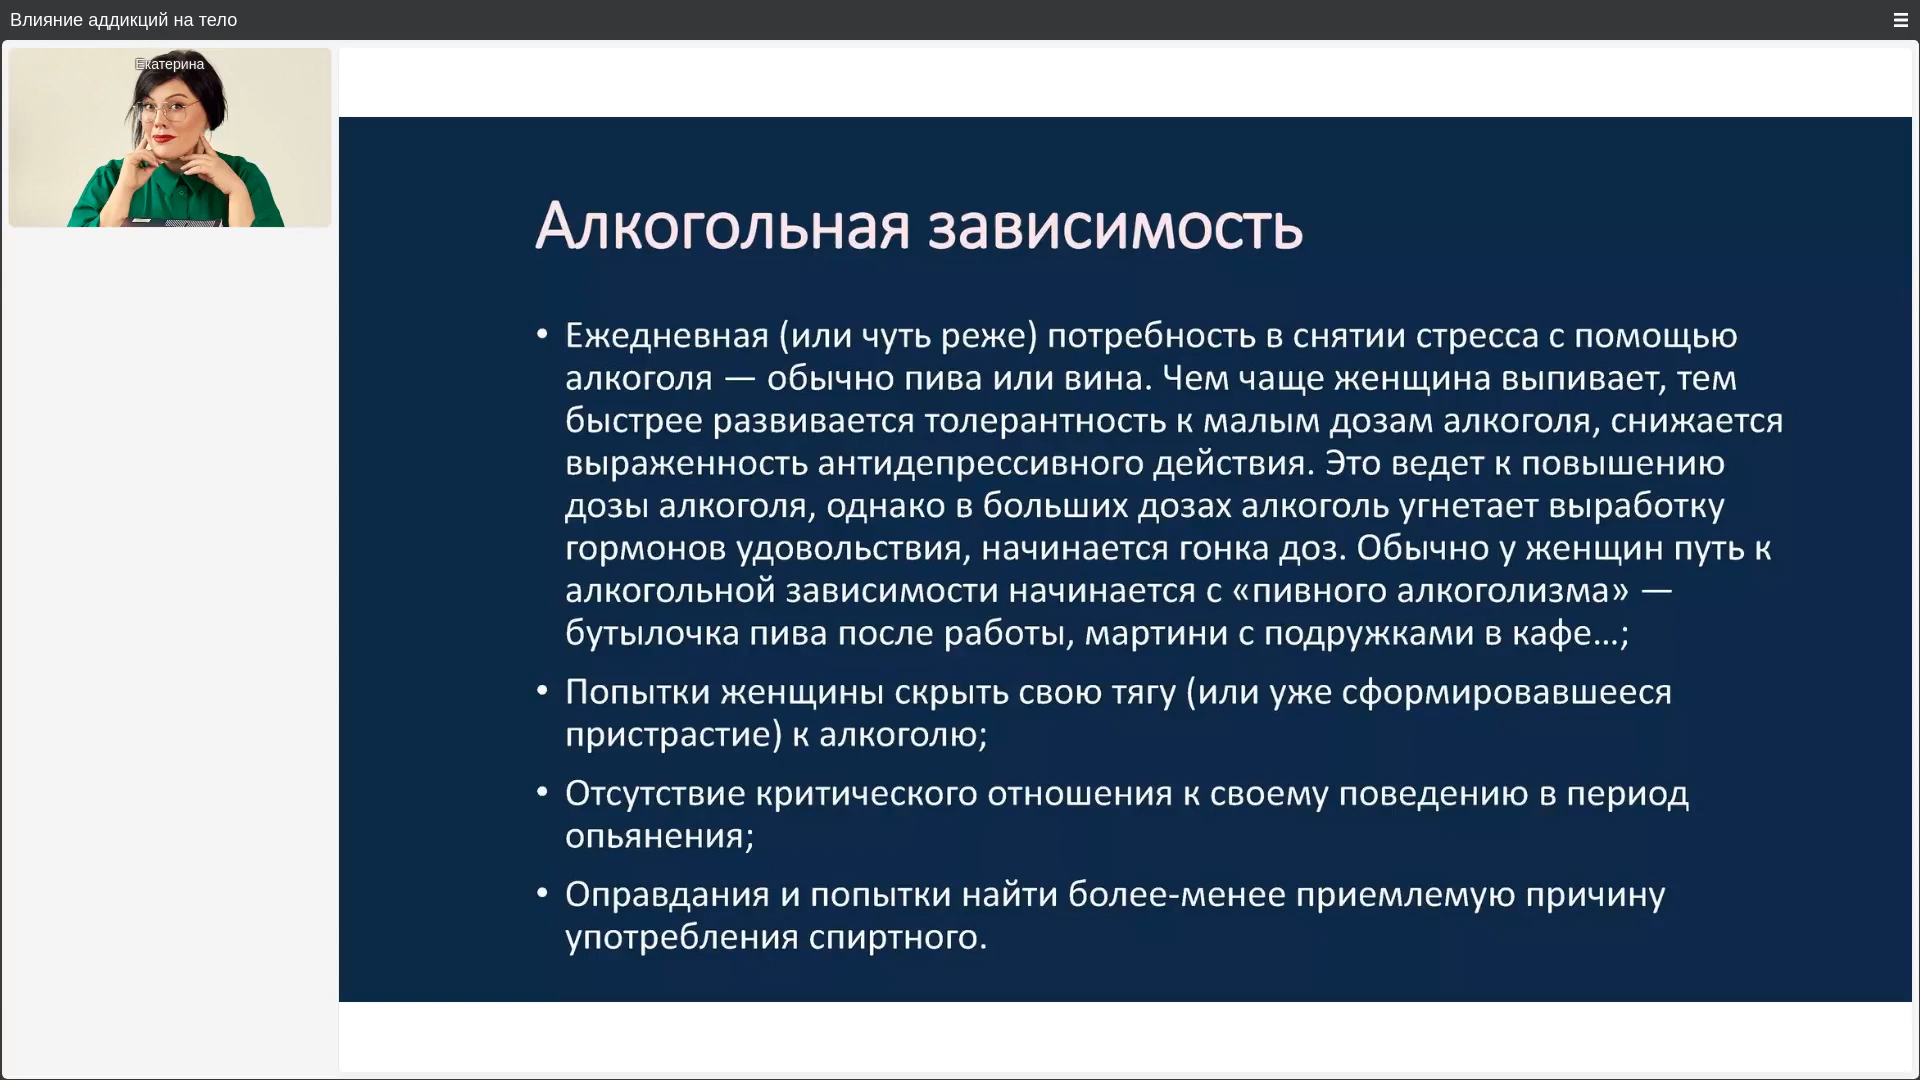 Влияние аддикций на тело
Екатерина
Алкогольная зависимость
• Ежедневная (или чуть реже) потребность в снятии стресса с помощью
алкоголя — обычно пива или вина. Чем чаще женщина выпивает, тем
быстрее развивается толерантность к малым дозам алкоголя, снижается
выраженность антидепрессивного действия. Это ведет к повышению
дозы алкоголя, однако в больших дозах алкоголь угнетает выработку
гормонов удовольствия, начинается гонка доз. Обычно у женщин путь к
алкогольной зависимости начинается с «пивного алкоголизма» —
бутылочка пива после работы, мартини с подружками в кафе...;
• Попытки женщины скрыть свою тягу (или уже сформировавшееся
пристрастие) к алкоголю;
• Отсутствие критического отношения к своему поведению в период
опьянения;
• Оправдания и попытки найти более-менее приемлемую причину
употребления спиртного.